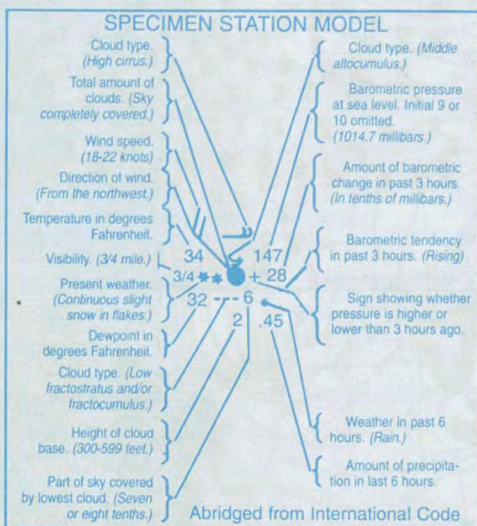 SPECIMEN STATION MODEL
Cloud type.
(High cirrus.)
Total amount of
clouds. (Sky
completely covered.)
Wind speed.
(18-22 knots)
Direction of wind.
(From the northwest.)
Temperature in degrees
Fahrenheit.
Visibility. (3/4 mile.)
Present weather.
(Continuous slight
snow in flakes.)
Dewpoint in
degrees Fahrenheit.
Cloud type. (Low
fractostratus and/or
fractocumulus.)
Height of cloud
base. (300-599 feet.)
Part of sky covered
by lowest cloud. (Seven
or eight tenths.)
34 147
3/4 + 28
32 6
2 .45
Cloud type. (Middle
altocumulus.)
Barometric pressure
at sea level. Initial 9 or
10 omitted.
(1014.7 millibars.)
Amount of barometric
change in past 3 hours.
(In tenths of millibars.)
Barometric tendency
in past 3 hours. (Rising)
Sign showing whether
pressure is higher or
lower than 3 hours ago.
Weather in past 6
hours. (Rain.)
Amount of precipita-
tion in last 6 hours.
Abridged from International Code